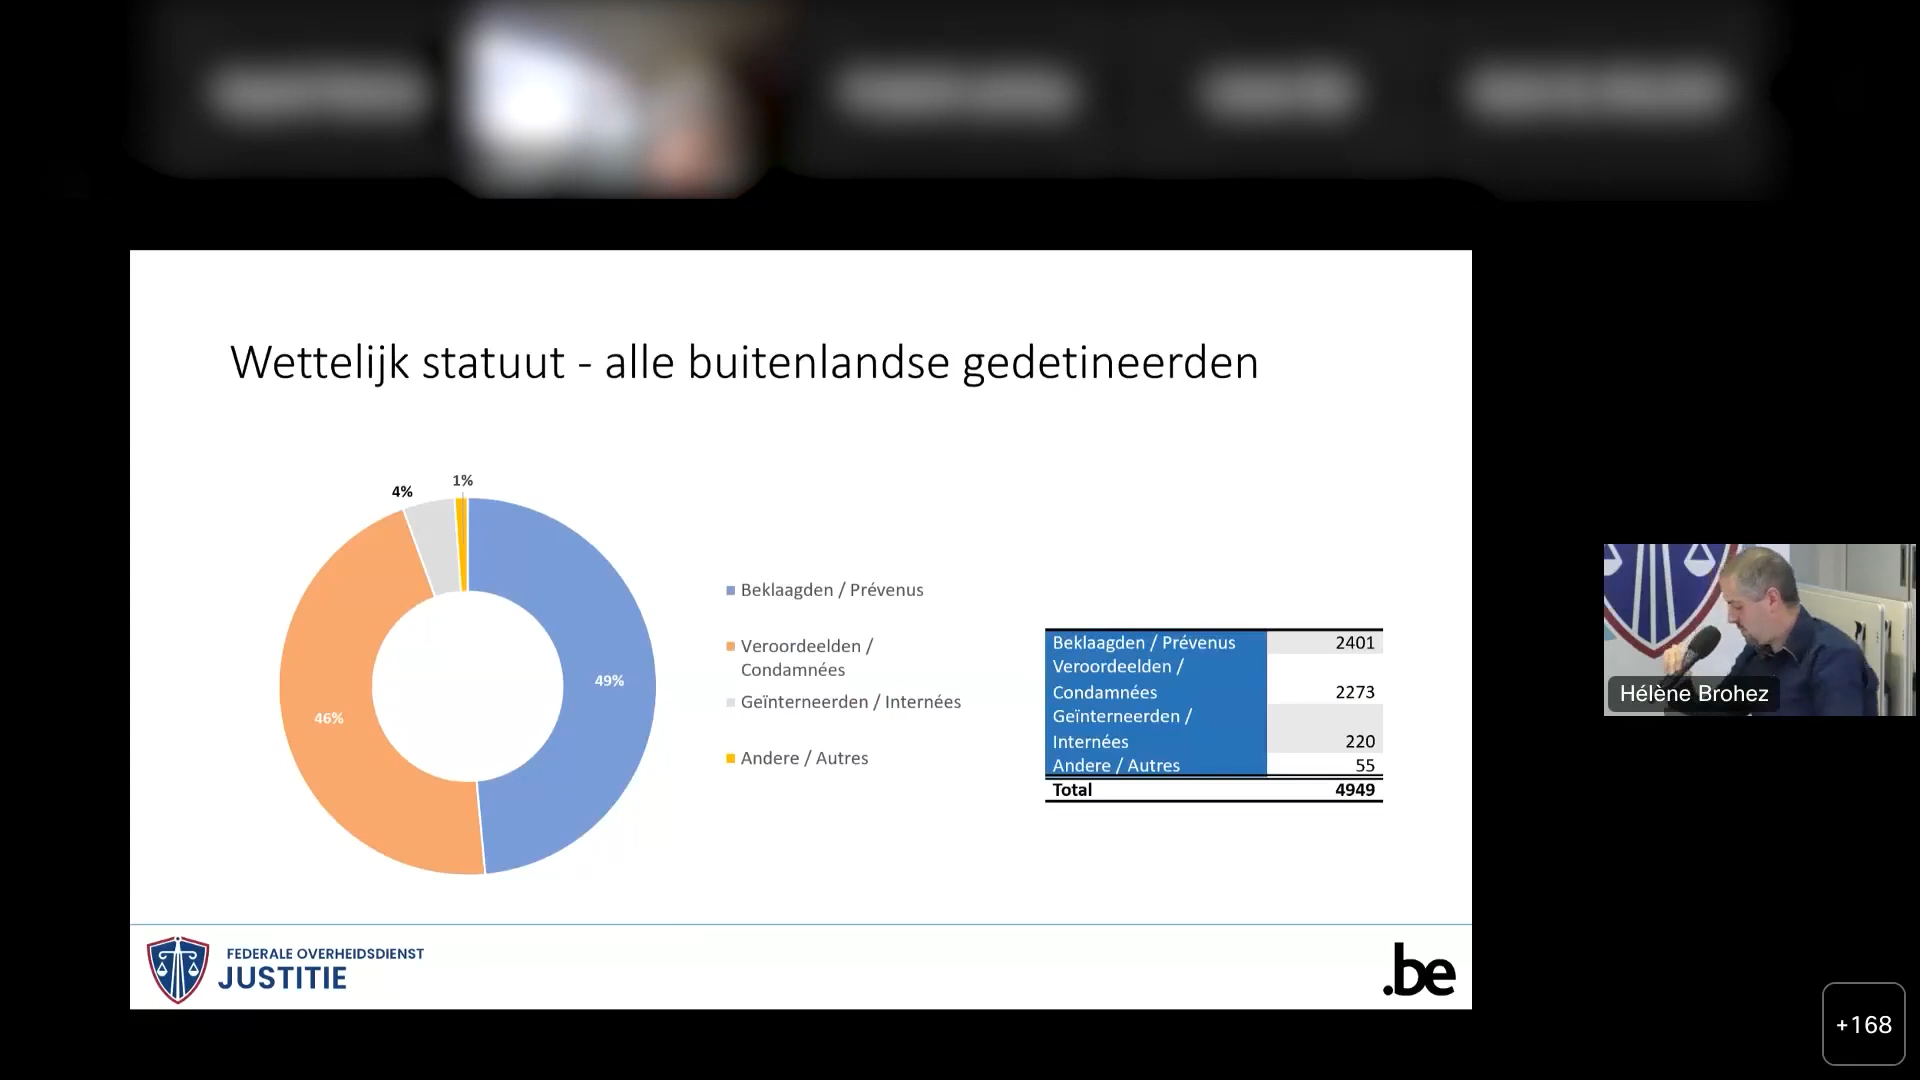 Wettelijk statuut - alle buitenlandse gedetineerden
4%
1%
49%
46%
Beklaagden / Prévenus
Veroordeelden /
Condamnées
Geïnterneerden / Internées
Andere / Autres
Beklaagden / Prévenus 2401
Veroordeelden /
Condamnées 2273
Geïnterneerden /
Internées 220
Andere / Autres 55
Total 4949
Hélène Brohez
FEDERALE OVERHEIDSDIENST
JUSTITIE
.be
+168